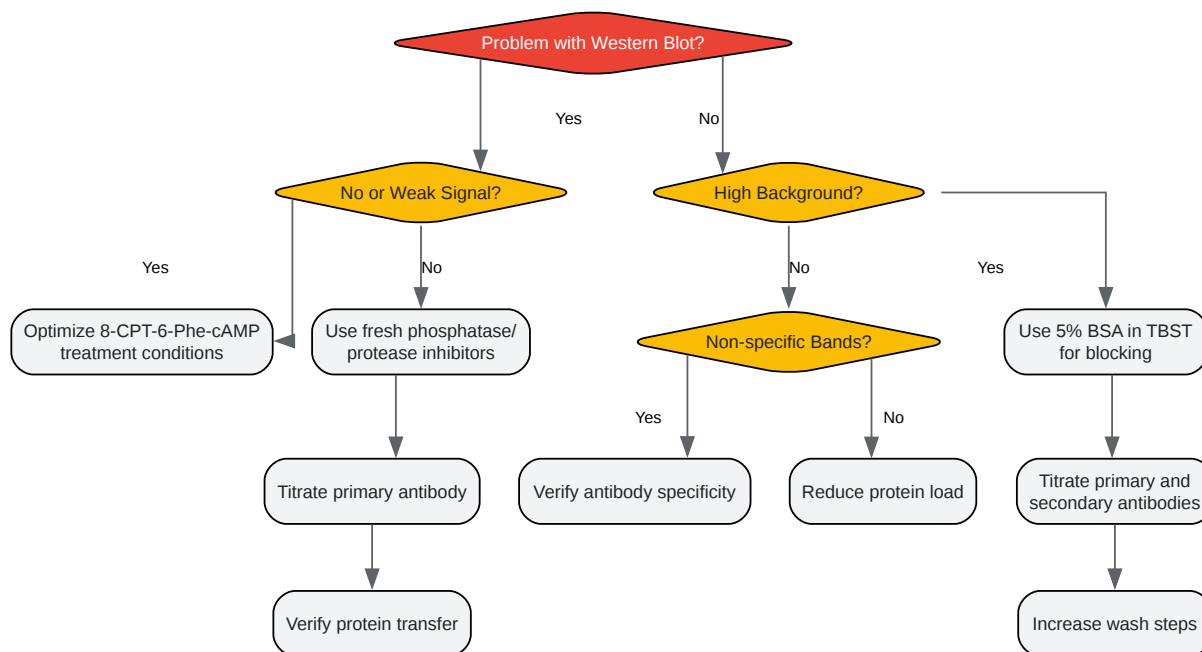 Problem with Western Blot?
Yes
No
No or Weak Signal?
High Background?
Yes
No
No
Yes
Optimize 8-CPT-6-Phe-cAMP
treatment conditions
Use fresh phosphatase/
protease inhibitors
Non-specific Bands?
Use 5% BSA in TBST
for blocking
Yes
No
Titrate primary antibody
Verify antibody specificity
Reduce protein load
Titrate primary and
secondary antibodies
Verify protein transfer
Increase wash steps